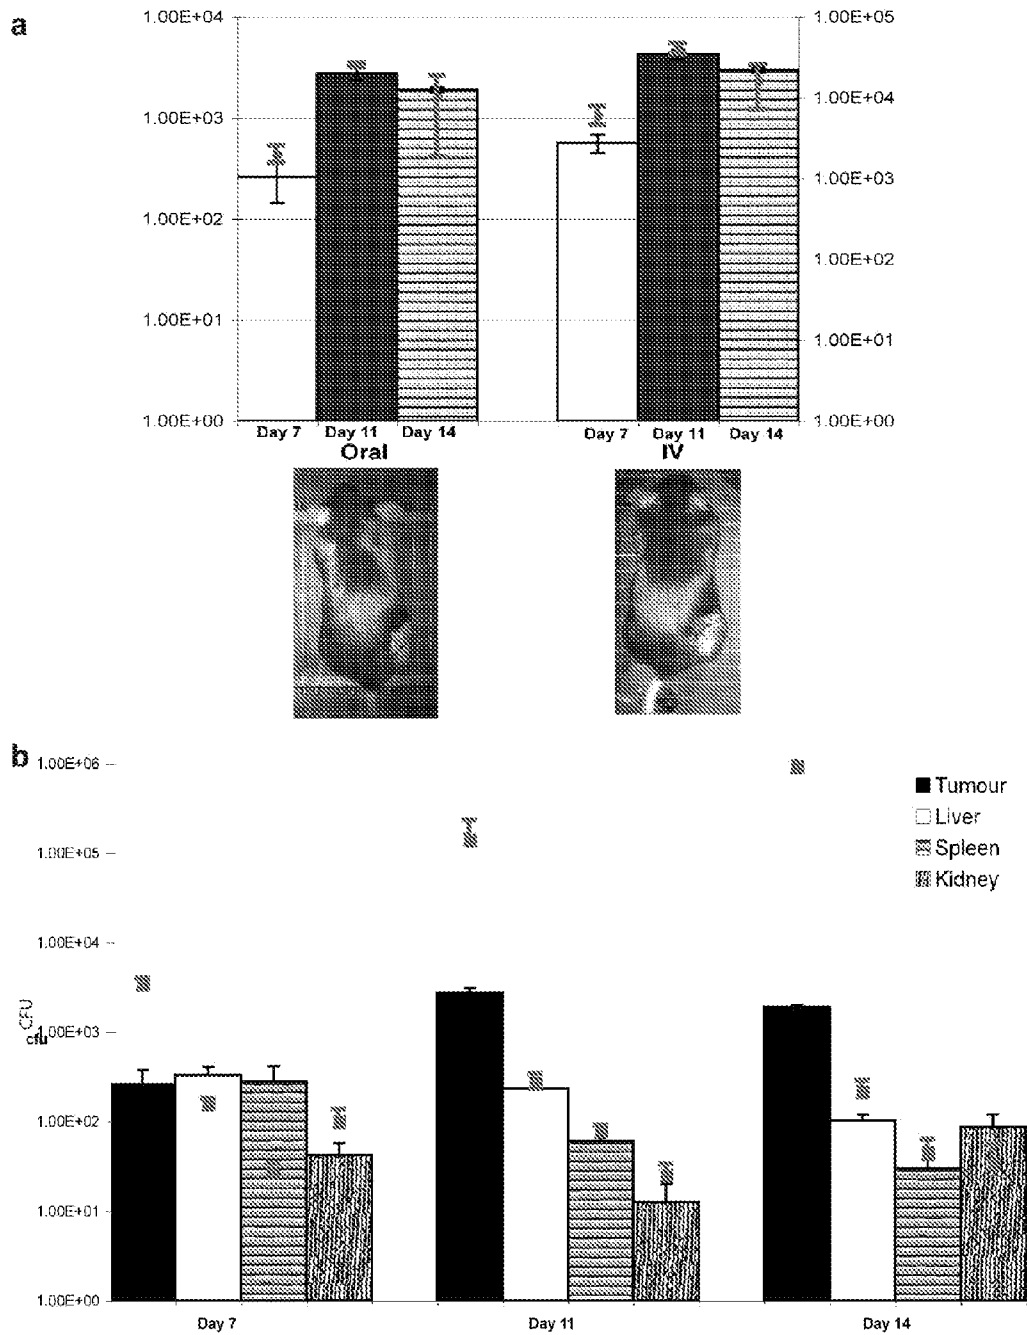 a
1.00E+04
1.00E+05
1.00E+04
1.00E+03
1.00E+03
1.00E+02
1.00E+02
1.00E+01
1.00E+01
1.00E+00
1.00E+00
Day 7 Day 11 Day 14
Day 7 Day 11 Day 14
Oral
IV
b
1.00E+06
Tumour
Liver
1.00E+05
Spleen
Kidney
1.00E+04
CFU
cfu
1.00E+03
1.00E+02
1.00E+01
1.00E+00
Day 7
Day 11
Day 14